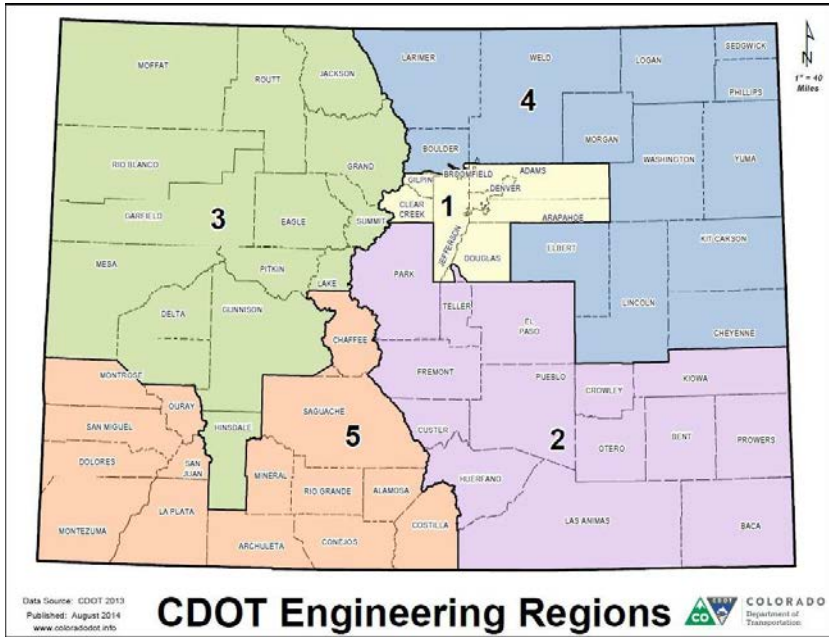 MOFFAT
ROUTT
JACKSON
LARIMER
WELD
LOGAN
SEDGWICK
PHILLIPS
N
1" = 40
Miles
4
RIO BLANCO
GRAND
BOULDER
MORGAN
WASHINGTON
YUMA
GILPIN
BROOMFIELD
ADAMS
DENVER
CLEAR
CREEK
1
ARAPAHOE
GARFIELD
3
EAGLE
SUMMIT
JEFFERSON
DOUGLAS
ELBERT
KIT CARSON
MESA
PITKIN
LAKE
PARK
TELLER
LINCOLN
DELTA
GUNNISON
EL
PASO
CHEYENNE
CHAFFEE
FREMONT
PUEBLO
CROWLEY
KIOWA
MONTROSE
OURAY
SAN MIGUEL
HINSDALE
SAGUACHE
5
CUSTER
2
OTERO
BENT
PROWERS
DOLORES
SAN
JUAN
MINERAL
RIO GRANDE
ALAMOSA
HUERFANO
MONTEZUMA
LA PLATA
ARCHULETA
CONEJOS
COSTILLA
LAS ANIMAS
BACA
Data Source: CDOT 2013
Published: August 2014
www.coloradodot.info
CDOT Engineering Regions
CO
CDOT
COLORADO
Department of
Transportation